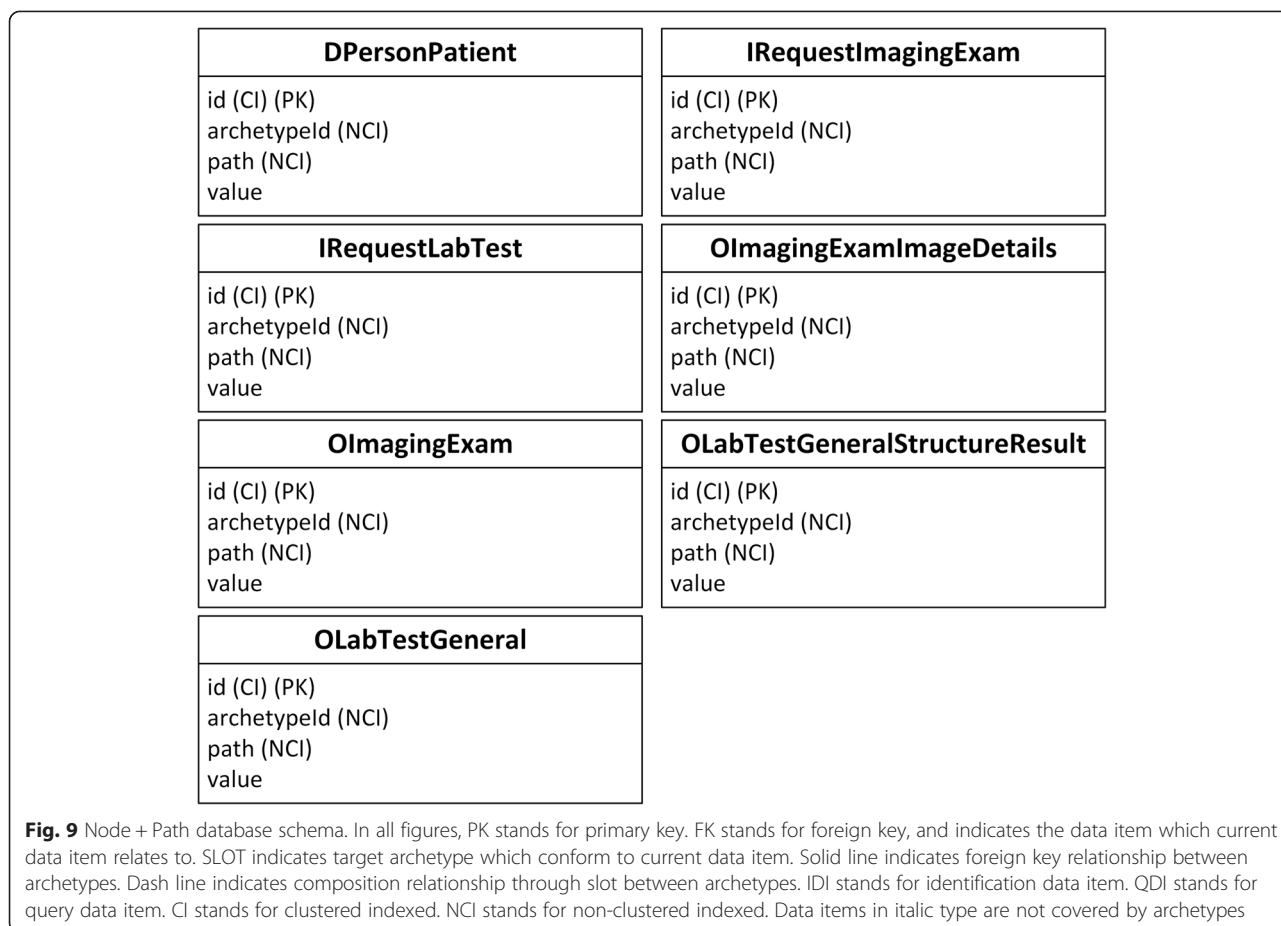 DPersonPatient
id (CI) (PK)
archetypeId (NCI)
path (NCI)
value
IRequestImagingExam
id (CI) (PK)
archetypeId (NCI)
path (NCI)
value
IRequestLabTest
id (CI) (PK)
archetypeId (NCI)
path (NCI)
value
OImagingExamImageDetails
id (CI) (PK)
archetypeId (NCI)
path (NCI)
value
OImagingExam
id (CI) (PK)
archetypeId (NCI)
path (NCI)
value
OLabTestGeneralStructureResult
id (CI) (PK)
archetypeId (NCI)
path (NCI)
value
OLabTestGeneral
id (CI) (PK)
archetypeId (NCI)
path (NCI)
value
Fig. 9 Node + Path database schema. In all figures, PK stands for primary key. FK stands for foreign key, and indicates the data item which current
data item relates to. SLOT indicates target archetype which conform to current data item. Solid line indicates foreign key relationship between
archetypes. Dash line indicates composition relationship through slot between archetypes. IDI stands for identification data item. QDI stands for
query data item. CI stands for clustered indexed. NCI stands for non-clustered indexed. Data items in italic type are not covered by archetypes